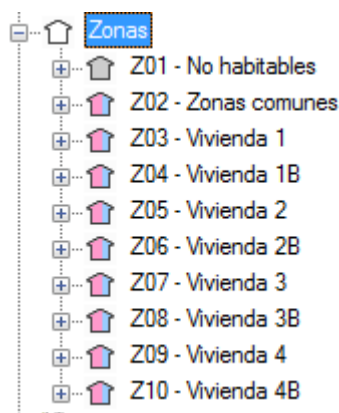 Zonas
Z01 - No habitables
Z02 - Zonas comunes
Z03 - Vivienda 1
Z04 - Vivienda 1B
Z05 - Vivienda 2
Z06 - Vivienda 2B
Z07 - Vivienda 3
Z08 - Vivienda 3B
Z09 - Vivienda 4
Z10 - Vivienda 4B